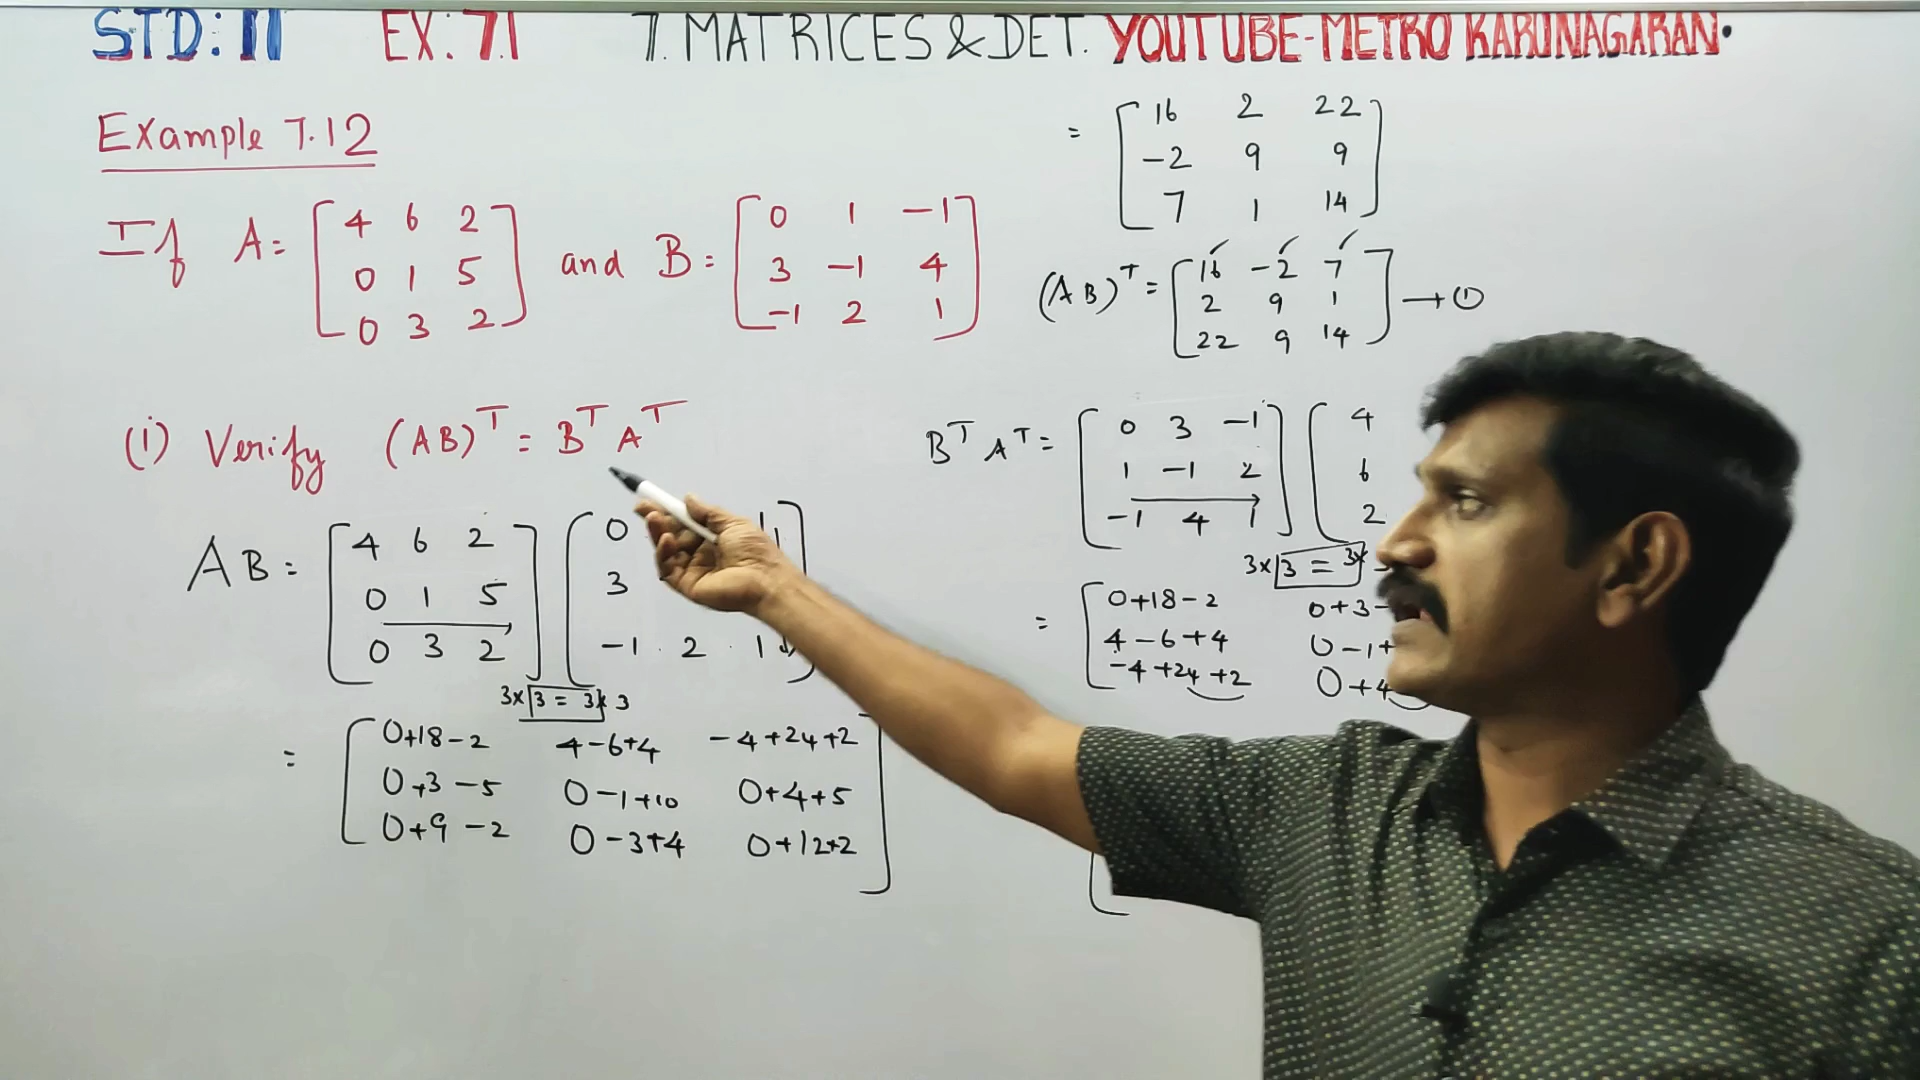 STD: 11 EX: 7.1 7. MATRICES & DET. YOUTUBE-METRO KARUNAGARAN.
Example 7.12
If A= [4 6 2
0 1 5
0 3 2]
and B= [0 1 -1
3 -1 4
-1 2 1]
(i) Verify (AB)^T = B^T A^T
AB = [4 6 2
0 1 5
0 3 2]
[0 1
3
-1 2 1]
3x3 = 3x3
= [0+18-2 4-6+4 -4+24+2
0+3-5 0-1+10 0+4+5
0+9-2 0-3+4 0+12+2]
= [16 2 22
-2 9 9
7 1 14]
(AB)^T = [16 -2 7
2 9 1
22 9 14] → ①
B^T A^T = [0 3 -1
1 -1 2
-1 4 1]
[4
6
2
3x3 = 3x
= [0+18-2 0+3-
4-6+4 0-1+
-4+24+2 0+4